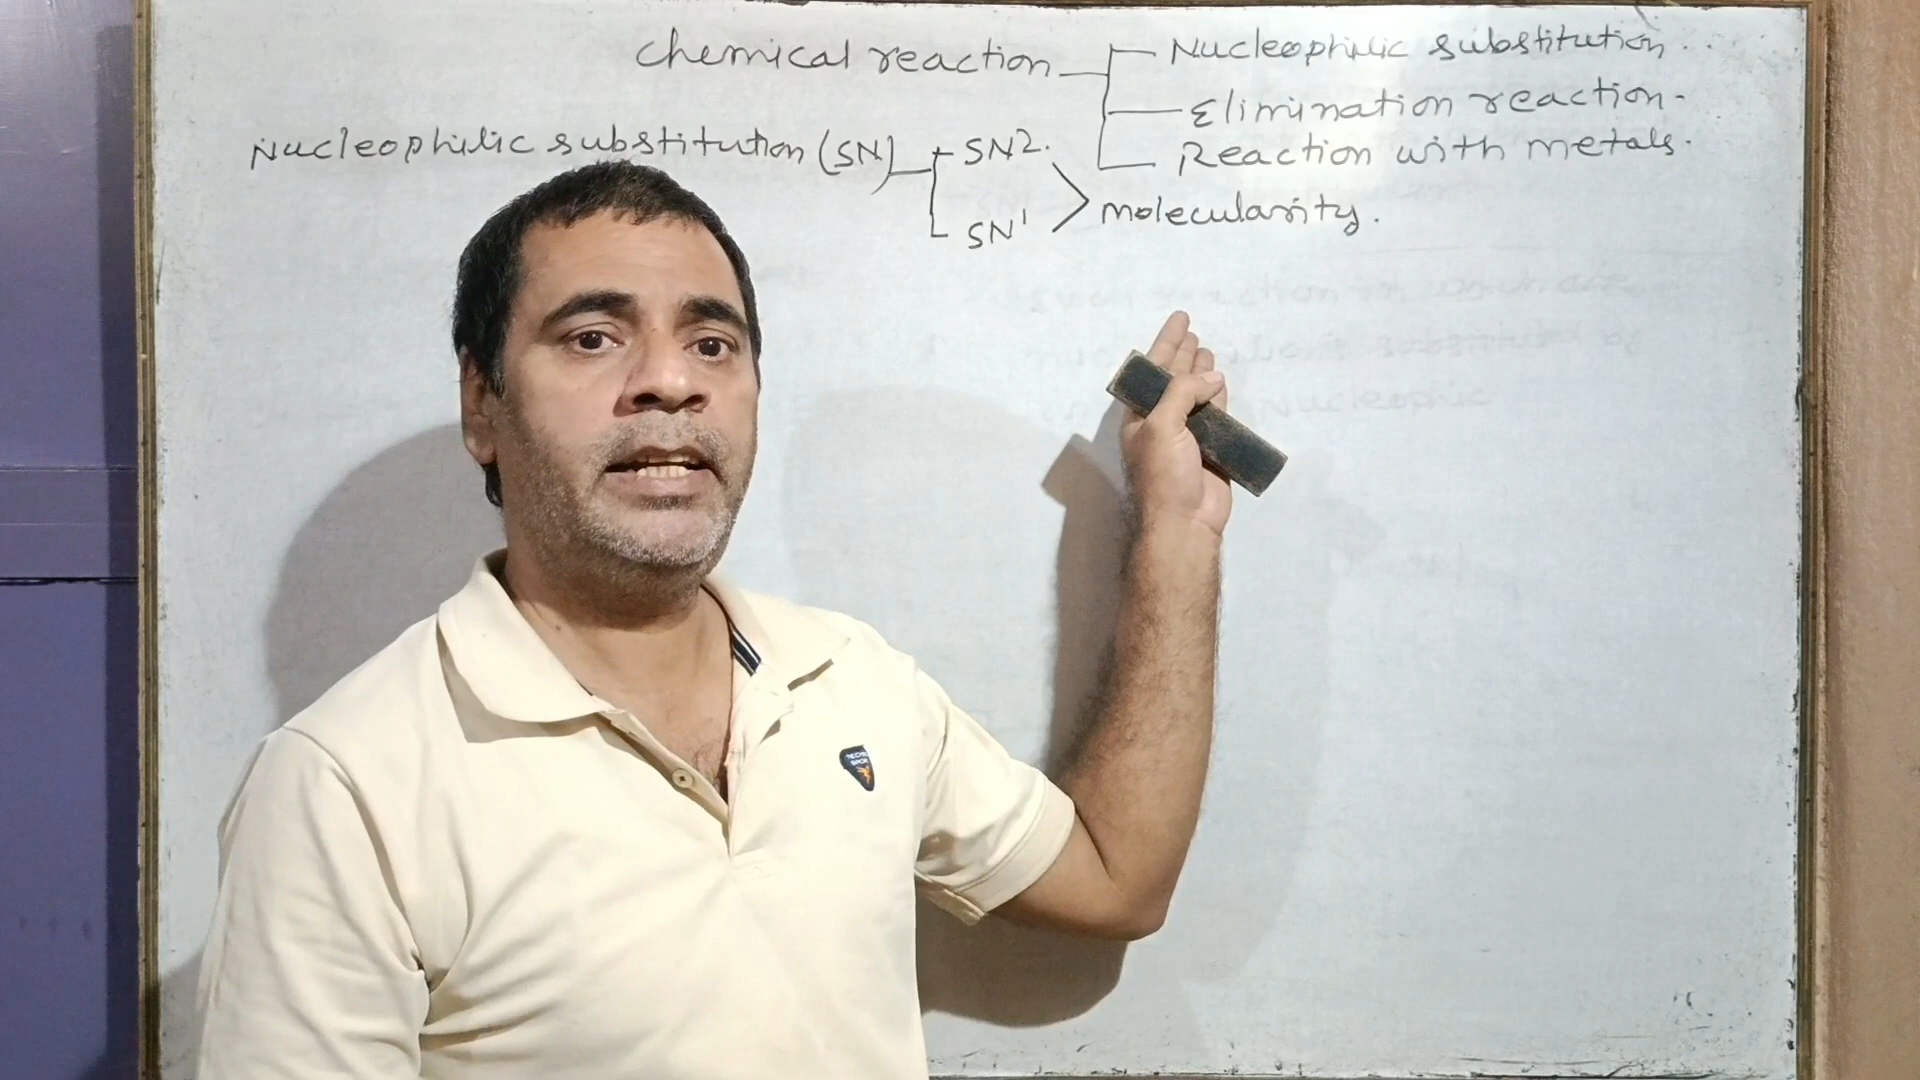 Chemical reaction
Nucleophilic substitution..
Elimination reaction-
Reaction with metals.
Nucleophilic substitution (SN)
SN2.
SN1
molecularity.